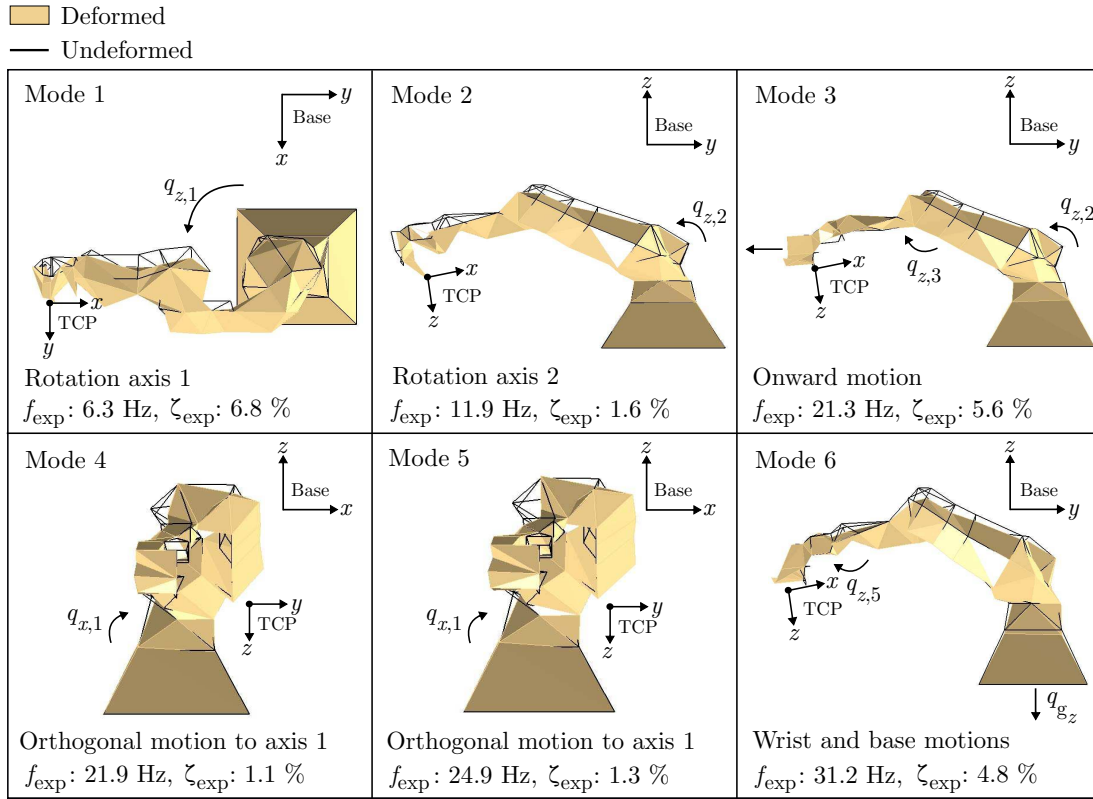 Deformed
Undeformed
Mode 1
y
Base
x
q_{z,1}
x
TCP
y
Rotation axis 1
f_exp: 6.3 Hz, ζ_exp: 6.8 %
Mode 2
z
Base
y
q_{z,2}
x
TCP
z
Rotation axis 2
f_exp: 11.9 Hz, ζ_exp: 1.6 %
Mode 3
z
Base
y
q_{z,2}
q_{z,3}
x
TCP
z
Onward motion
f_exp: 21.3 Hz, ζ_exp: 5.6 %
Mode 4
z
Base
x
q_{x,1}
y
TCP
z
Orthogonal motion to axis 1
f_exp: 21.9 Hz, ζ_exp: 1.1 %
Mode 5
z
Base
x
q_{x,1}
y
TCP
z
Orthogonal motion to axis 1
f_exp: 24.9 Hz, ζ_exp: 1.3 %
Mode 6
z
Base
y
x
q_{z,5}
TCP
z
q_{g_z}
Wrist and base motions
f_exp: 31.2 Hz, ζ_exp: 4.8 %